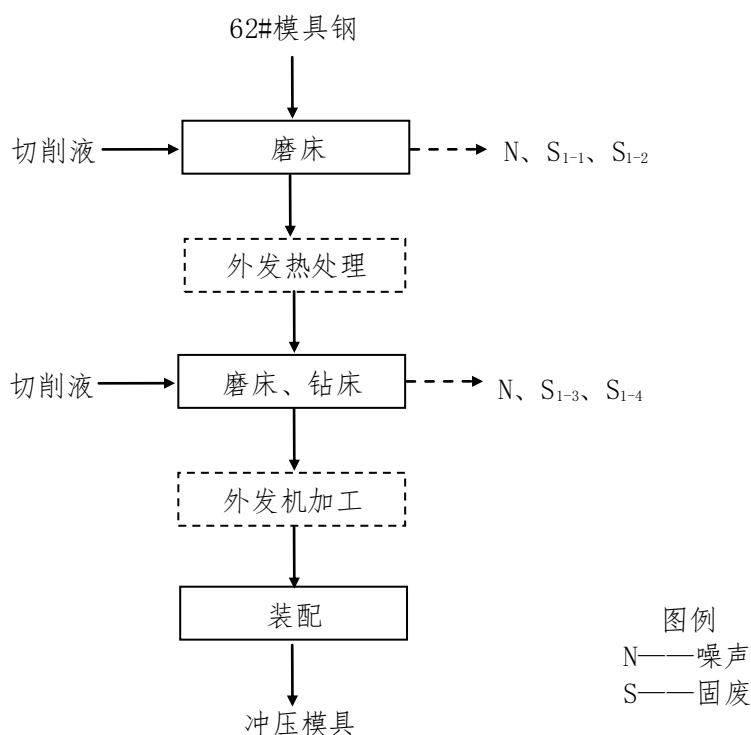 62#模具钢
切削液
磨床
N、S1-1、S1-2
外发热处理
切削液
磨床、钻床
N、S1-3、S1-4
外发机加工
装配
冲压模具
图例
N——噪声
S——固废